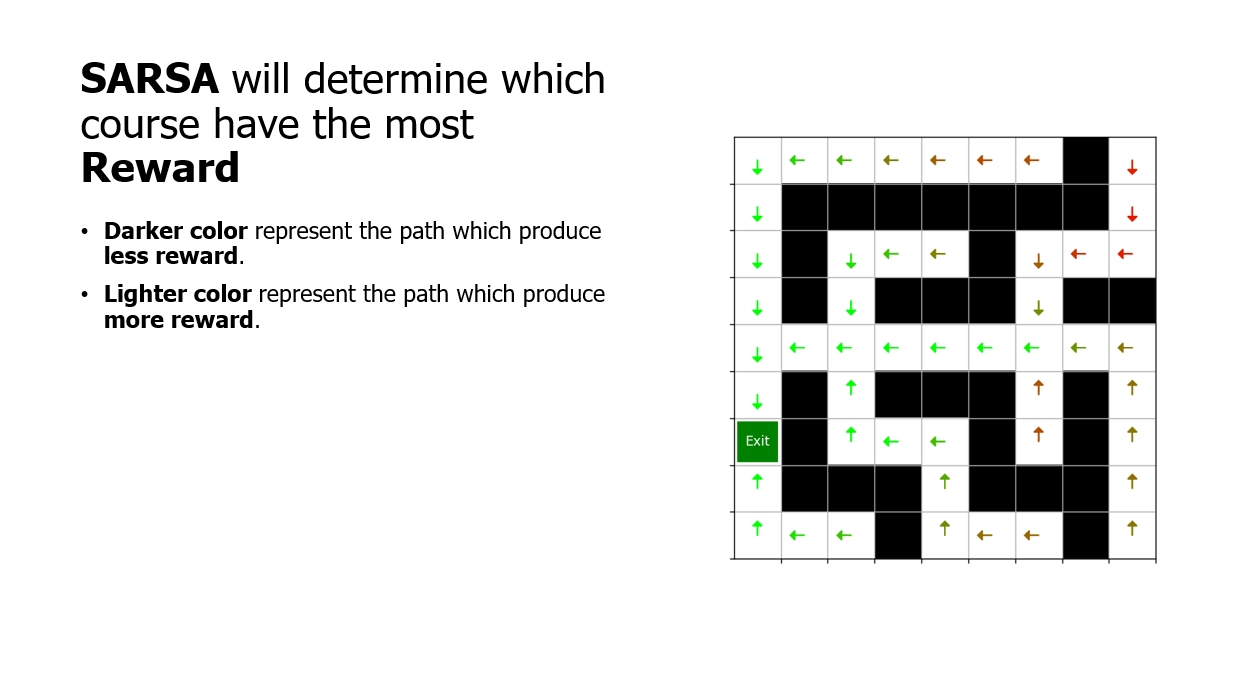 SARSA will determine which
course have the most
Reward
• Darker color represent the path which produce
less reward.
• Lighter color represent the path which produce
more reward.
Exit